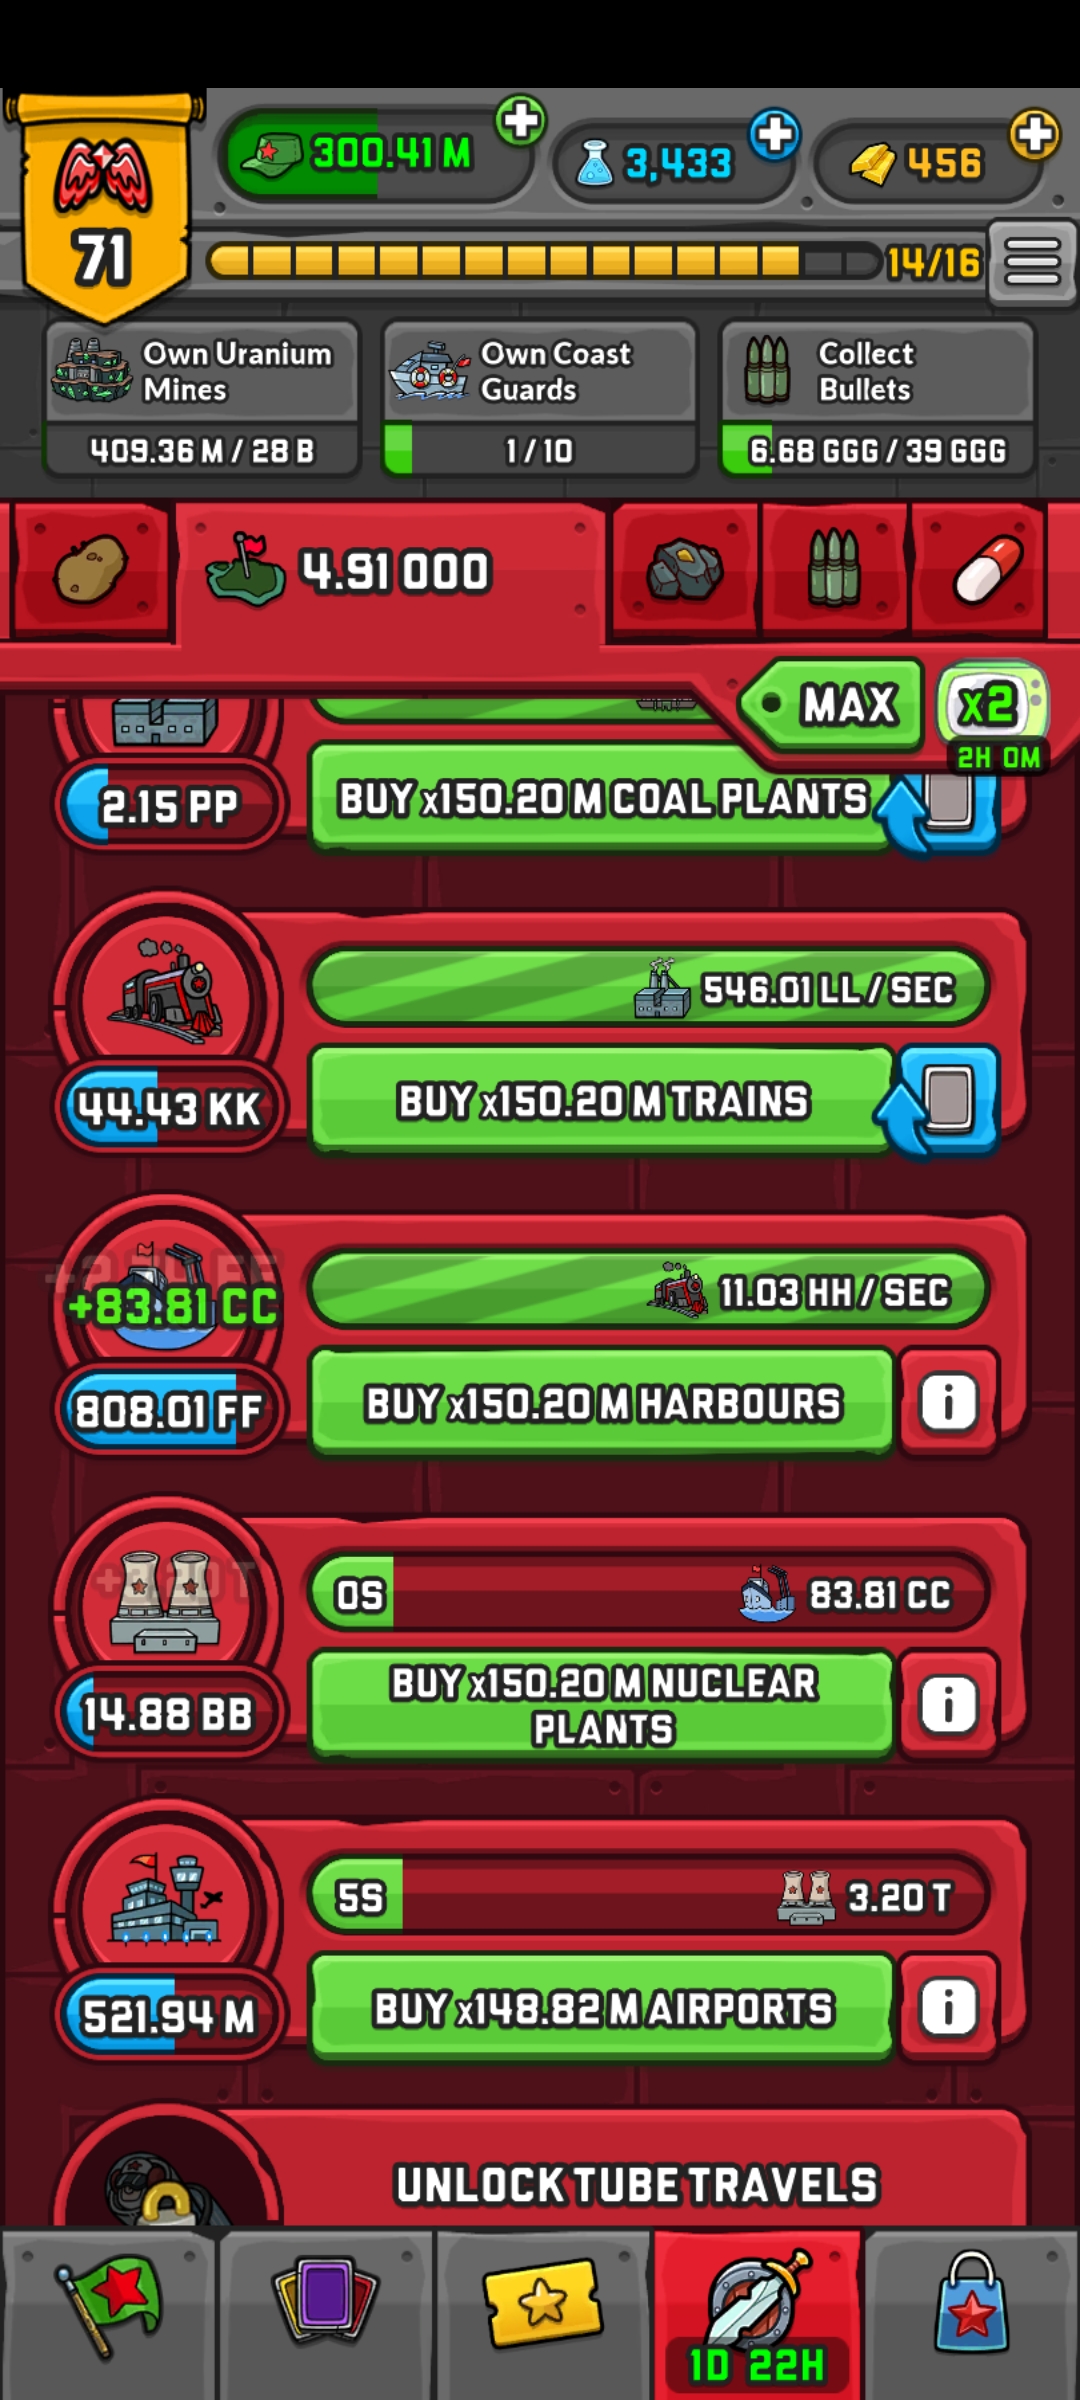 300.41 M
3,433
456
71
14/16
Own Uranium
Mines
409.36 M / 28 B
Own Coast
Guards
1 / 10
Collect
Bullets
6.68 GGG / 39 GGG
4.91 000
MAX
x2
2H 0M
2.15 PP
BUY x150.20 M COAL PLANTS
546.01 LL / SEC
44.43 KK
BUY x150.20 M TRAINS
+83.81 CC
11.03 HH / SEC
808.01 FF
BUY x150.20 M HARBOURS
i
0S
83.81 CC
14.88 BB
BUY x150.20 M NUCLEAR
PLANTS
i
5S
3.20 T
521.94 M
BUY x148.82 M AIRPORTS
i
UNLOCK TUBE TRAVELS
1D 22H